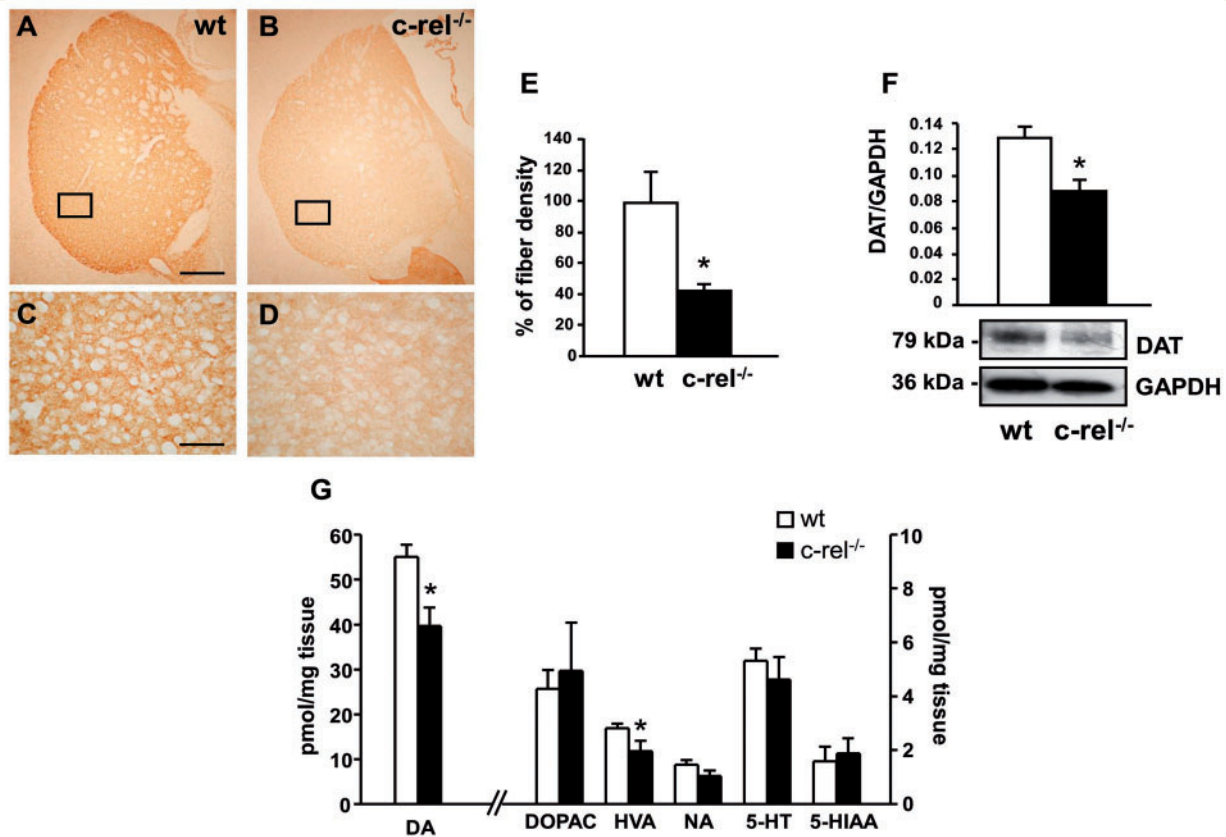 A wt
B c-rel-/-
C
D
E
% of fiber density
140
120
100
80
60
40
20
0
wt c-rel-/-
*
F
DAT/GAPDH
0.14
0.12
0.10
0.08
0.06
0.04
0.02
0
*
79 kDa - DAT
36 kDa - GAPDH
wt c-rel-/-
G
wt
c-rel-/-
pmol/mg tissue
60
50
40
30
20
10
0
*
*
10
8
6
4
2
0
pmol/mg tissue
DA // DOPAC HVA NA 5-HT 5-HIAA